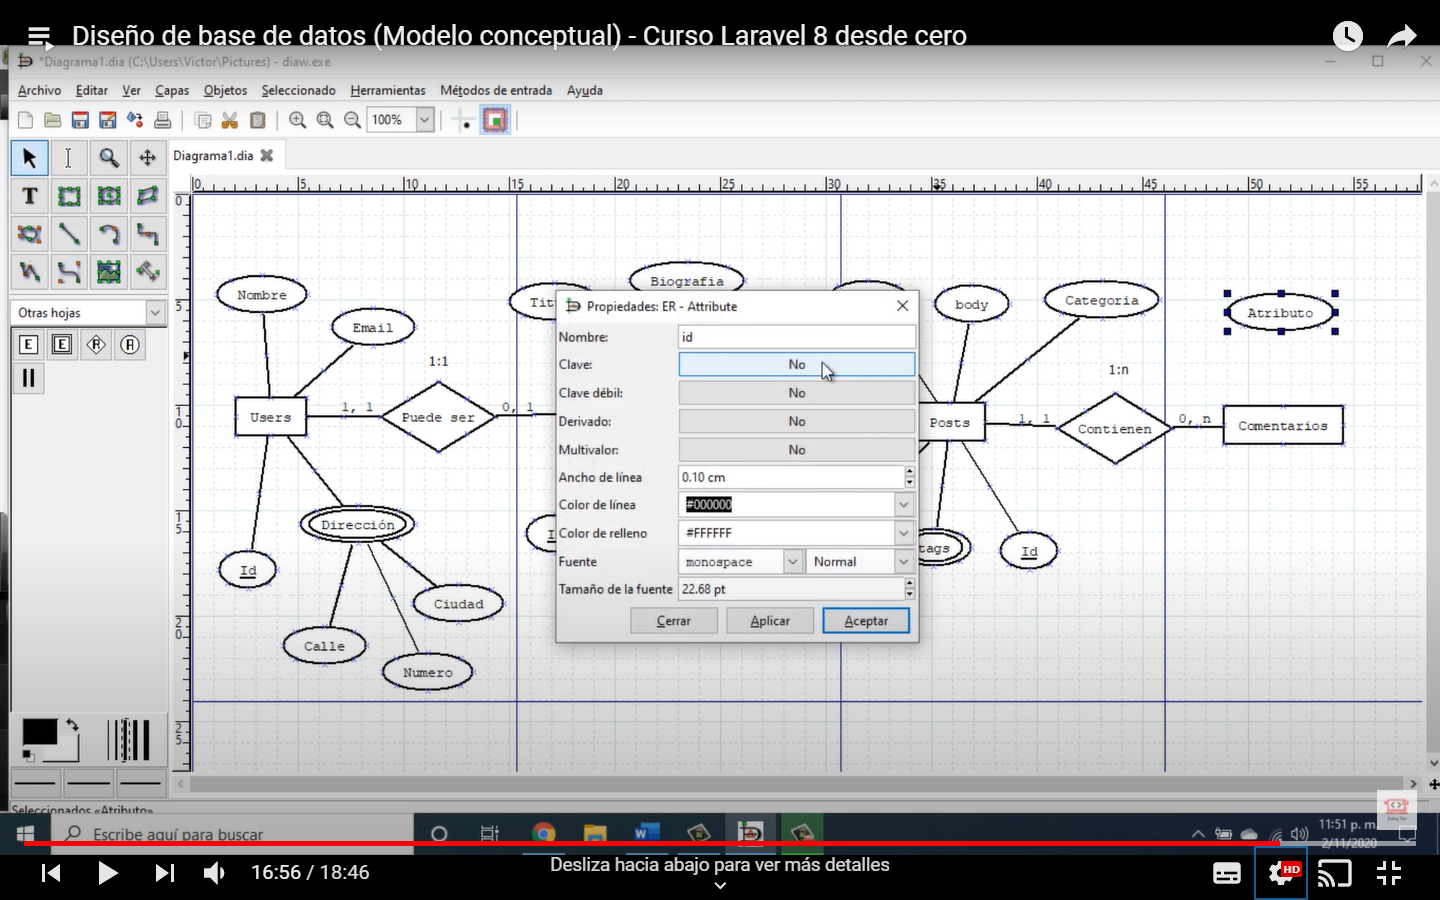 Diseño de base de datos (Modelo conceptual) - Curso Laravel 8 desde cero
*Diagrama1.dia (C:\Users\Victor\Pictures) - diaw.exe
Archivo Editar Ver Capas Objetos Seleccionado Herramientas Métodos de entrada Ayuda
100%
Diagrama1.dia
0 5 10 15 20 25 30 35 40 45 50 55
0
5
10
15
20
25
T
Otras hojas
E E A A
Nombre
Email
1:1
Users
1, 1
Puede ser
0, 1
Dirección
Id
Calle
Ciudad
Numero
Biografia
body
Categoria
Atributo
1:n
Posts
1, 1
Contienen
0, n
Comentarios
tags
Id
Propiedades: ER - Attribute
Nombre: id
Clave: No
Clave débil: No
Derivado: No
Multivalor: No
Ancho de línea 0.10 cm
Color de línea #000000
Color de relleno #FFFFFF
Fuente monospace Normal
Tamaño de la fuente 22.68 pt
Cerrar Aplicar Aceptar
Seleccionados «Atributo»
Escribe aquí para buscar
11:51 p. m.
2/11/2020
16:56 / 18:46
Desliza hacia abajo para ver más detalles
HD